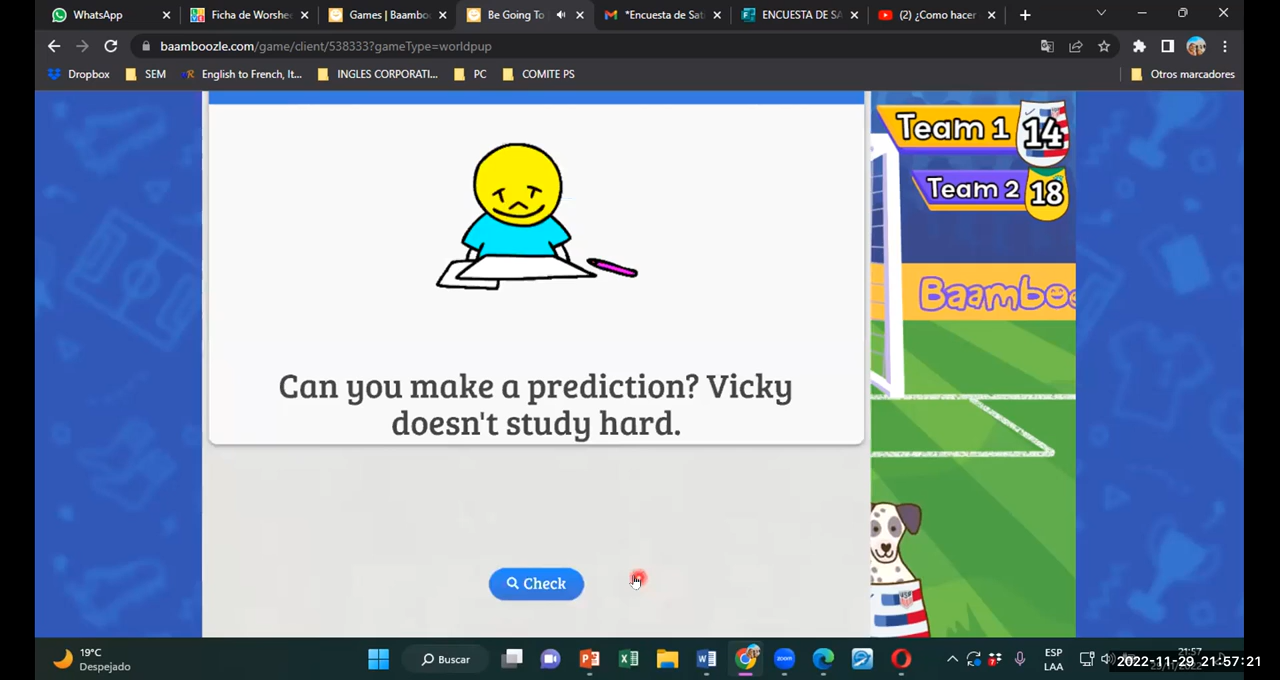 WhatsApp
Ficha de Worshe
Games | Baambo
Be Going To
*Encuesta de Sati
ENCUESTA DE SA
(2) ¿Como hacer
baamboozle.com/game/client/538333?gameType=worldpup
Dropbox
SEM
English to French, It...
INGLES CORPORATI...
PC
COMITE PS
Otros marcadores
Team 1 14
Team 2 18
Baamboo
Can you make a prediction? Vicky
doesn't study hard.
Check
19°C
Despejado
Buscar
ESP
LAA
21:57
2022-11-29 21:57:21